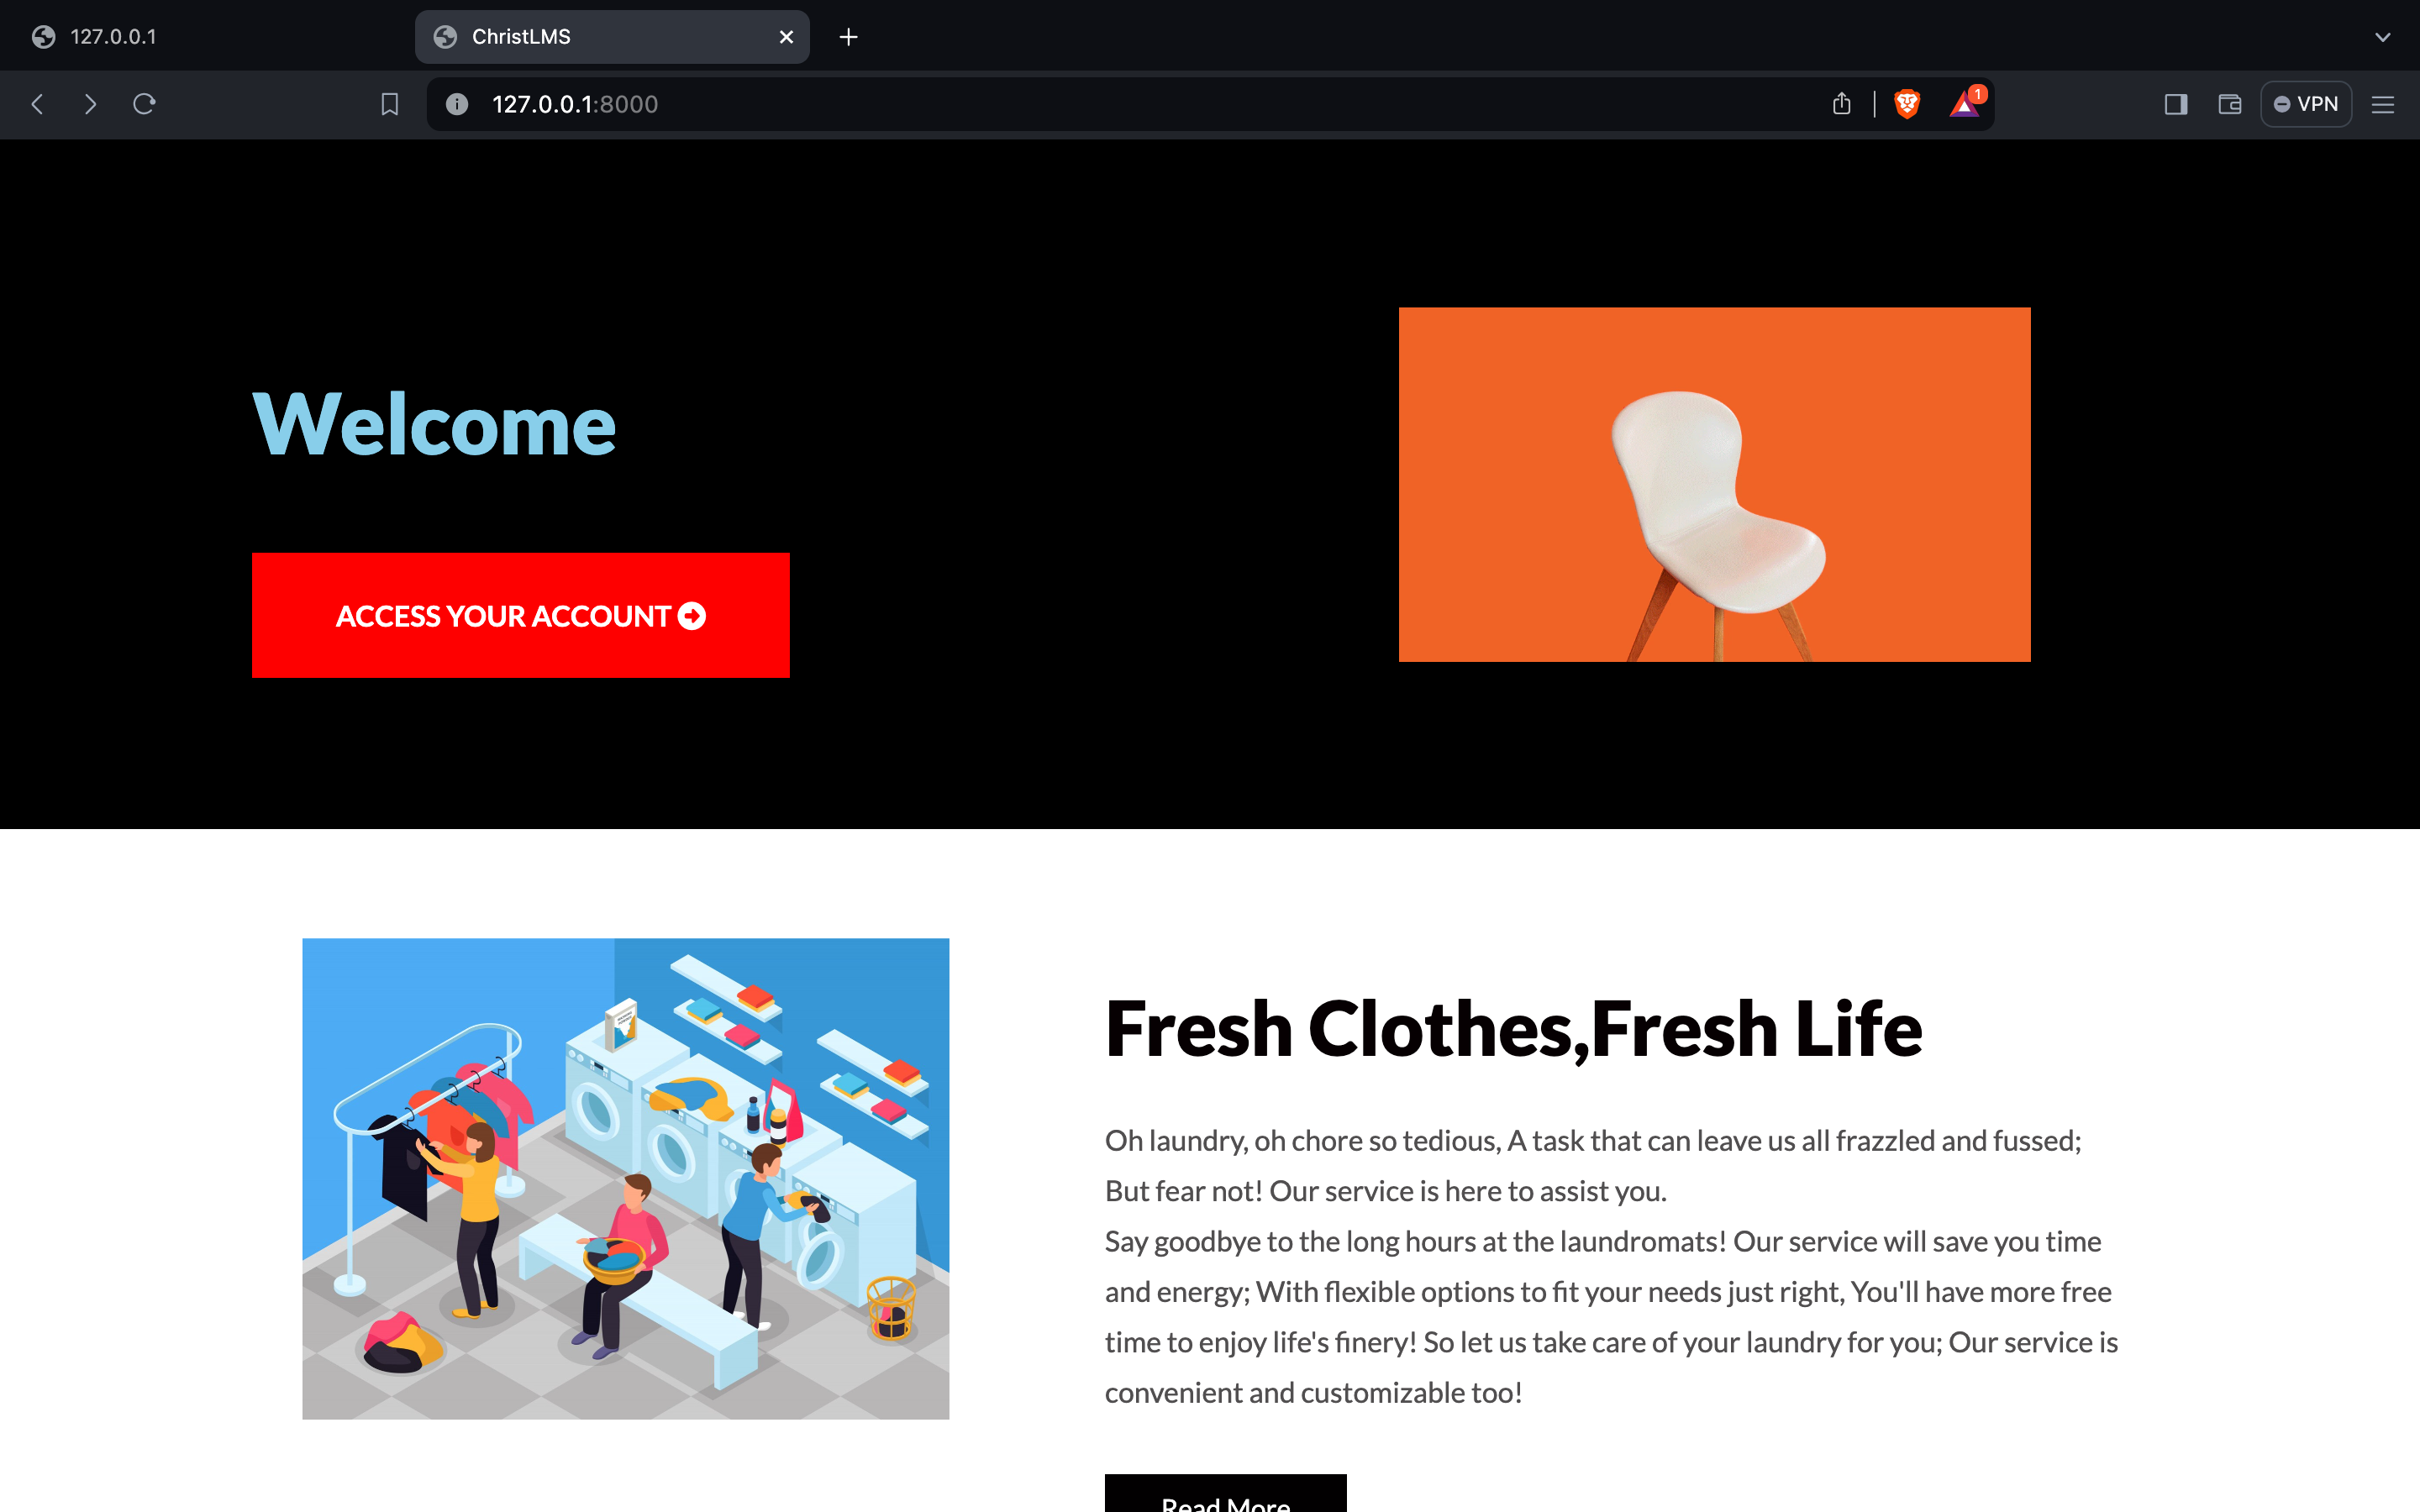 127.0.0.1
ChristLMS
127.0.0.1:8000
1
VPN
Welcome
ACCESS YOUR ACCOUNT
Fresh Clothes,Fresh Life
Oh laundry, oh chore so tedious, A task that can leave us all frazzled and fussed;
But fear not! Our service is here to assist you.
Say goodbye to the long hours at the laundromats! Our service will save you time
and energy; With flexible options to fit your needs just right, You'll have more free
time to enjoy life's finery! So let us take care of your laundry for you; Our service is
convenient and customizable too!
Read More